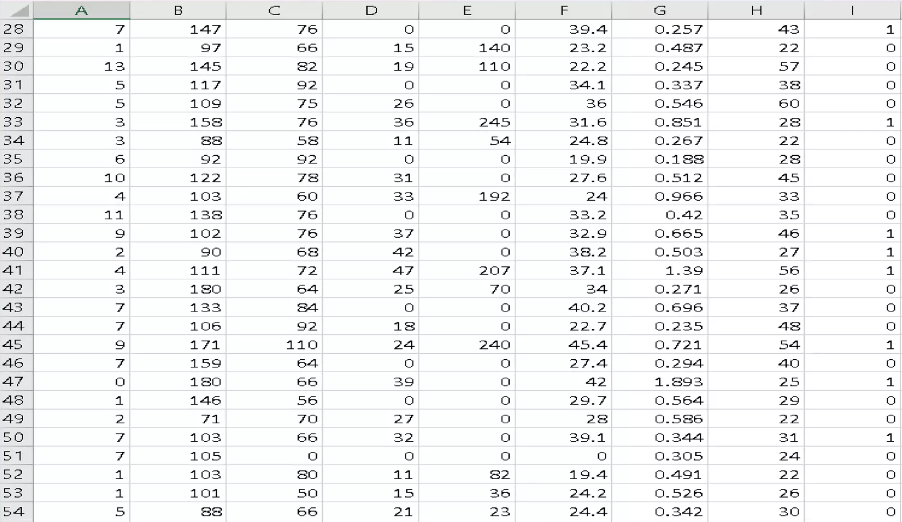 A B C D E F G H I
28 7 147 76 0 0 39.4 0.257 43 1
29 1 97 66 15 140 23.2 0.487 22 0
30 13 145 82 19 110 22.2 0.245 57 0
31 5 117 92 0 0 34.1 0.337 38 0
32 5 109 75 26 0 36 0.546 60 0
33 3 158 76 36 245 31.6 0.851 28 1
34 3 88 58 11 54 24.8 0.267 22 0
35 6 92 92 0 0 19.9 0.188 28 0
36 10 122 78 31 0 27.6 0.512 45 0
37 4 103 60 33 192 24 0.966 33 0
38 11 138 76 0 0 33.2 0.42 35 0
39 9 102 76 37 0 32.9 0.665 46 1
40 2 90 68 42 0 38.2 0.503 27 1
41 4 111 72 47 207 37.1 1.39 56 1
42 3 180 64 25 70 34 0.271 26 0
43 7 133 84 0 0 40.2 0.696 37 0
44 7 106 92 18 0 22.7 0.235 48 0
45 9 171 110 24 240 45.4 0.721 54 1
46 7 159 64 0 0 27.4 0.294 40 0
47 0 180 66 39 0 42 1.893 25 1
48 1 146 56 0 0 29.7 0.564 29 0
49 2 71 70 27 0 28 0.586 22 0
50 7 103 66 32 0 39.1 0.344 31 1
51 7 105 0 0 0 0 0.305 24 0
52 1 103 80 11 82 19.4 0.491 22 0
53 1 101 50 15 36 24.2 0.526 26 0
54 5 88 66 21 23 24.4 0.342 30 0